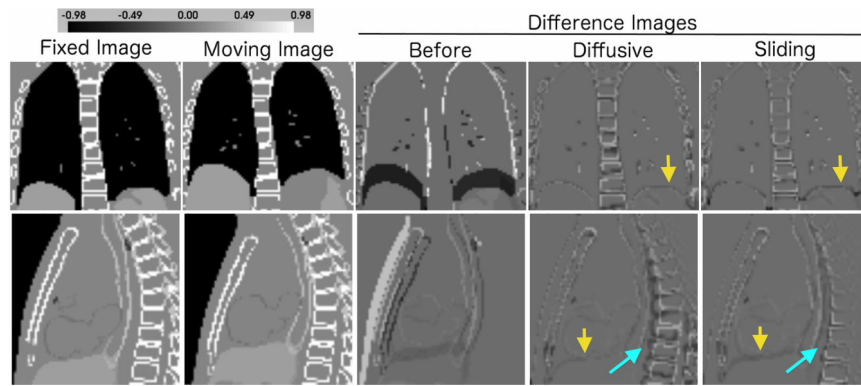 -0.98 -0.49 0.00 0.49 0.98
Difference Images
Fixed Image Moving Image Before Diffusive Sliding